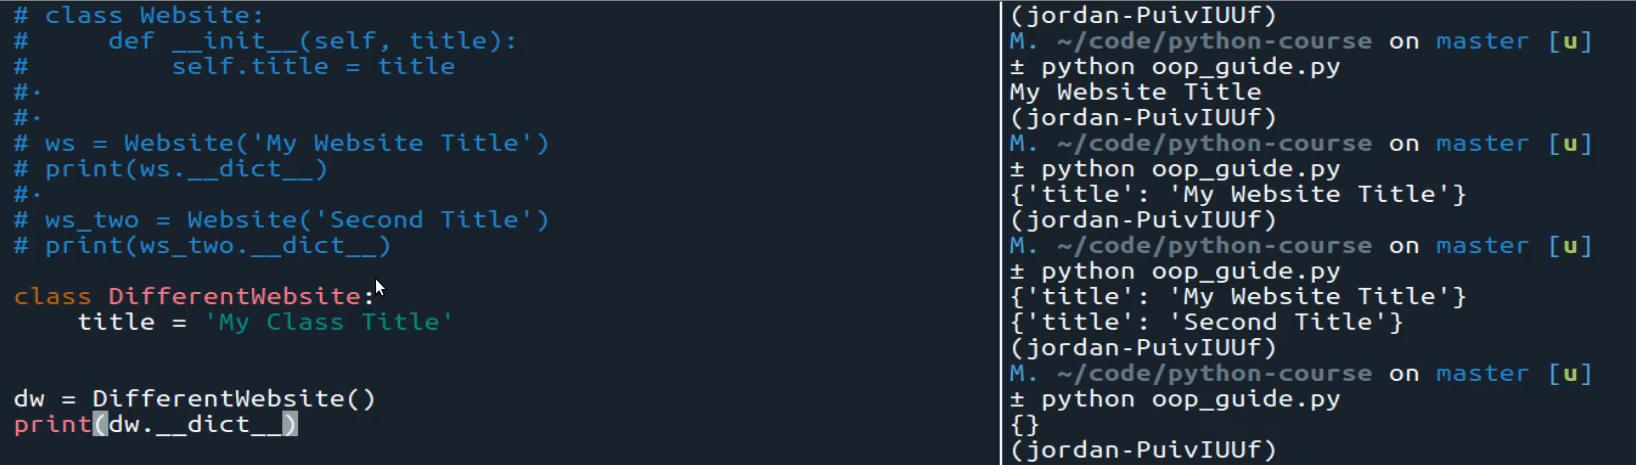 # class Website:
#     def __init__(self, title):
#         self.title = title
#·
#·
# ws = Website('My Website Title')
# print(ws.__dict__)
#·
# ws_two = Website('Second Title')
# print(ws_two.__dict__)
class DifferentWebsite:
    title = 'My Class Title'
dw = DifferentWebsite()
print(dw.__dict__)
(jordan-PuivIUUf)
M. ~/code/python-course on master [u]
± python oop_guide.py
My Website Title
(jordan-PuivIUUf)
M. ~/code/python-course on master [u]
± python oop_guide.py
{'title': 'My Website Title'}
(jordan-PuivIUUf)
M. ~/code/python-course on master [u]
± python oop_guide.py
{'title': 'My Website Title'}
{'title': 'Second Title'}
(jordan-PuivIUUf)
M. ~/code/python-course on master [u]
± python oop_guide.py
{}
(jordan-PuivIUUf)